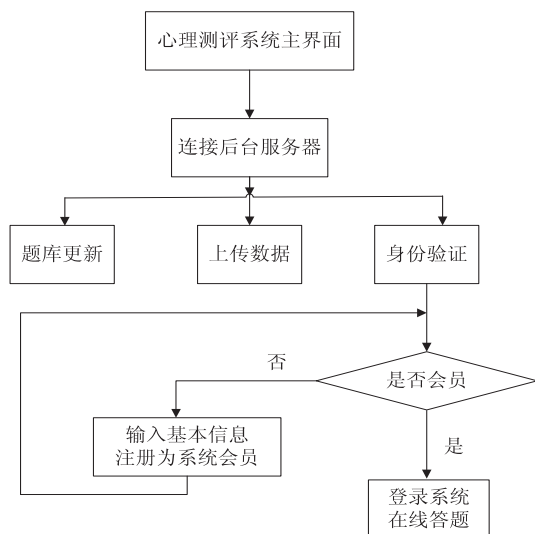 心理测评系统主界面
连接后台服务器
题库更新
上传数据
身份验证
否
是否会员
输入基本信息
注册为系统会员
是
登录系统
在线答题